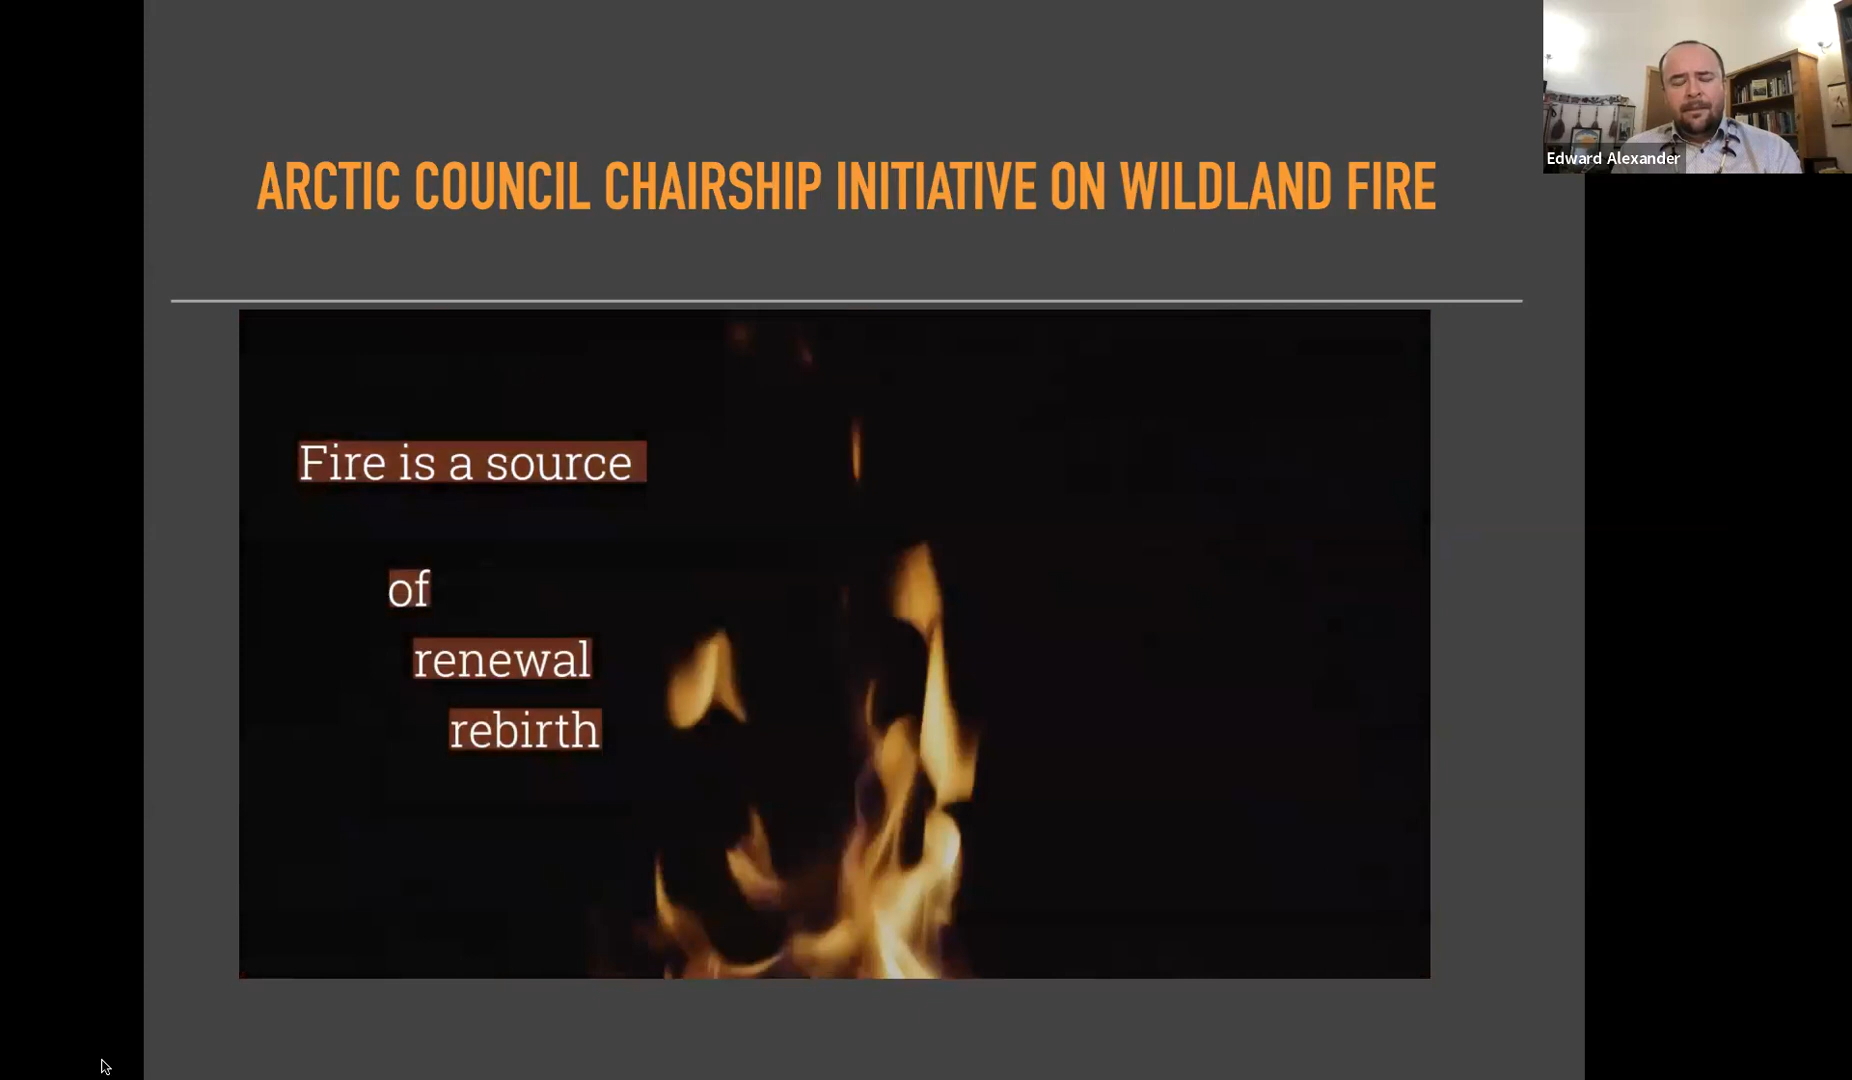 ARCTIC COUNCIL CHAIRSHIP INITIATIVE ON WILDLAND FIRE
Edward Alexander
Fire is a source
of
renewal
rebirth